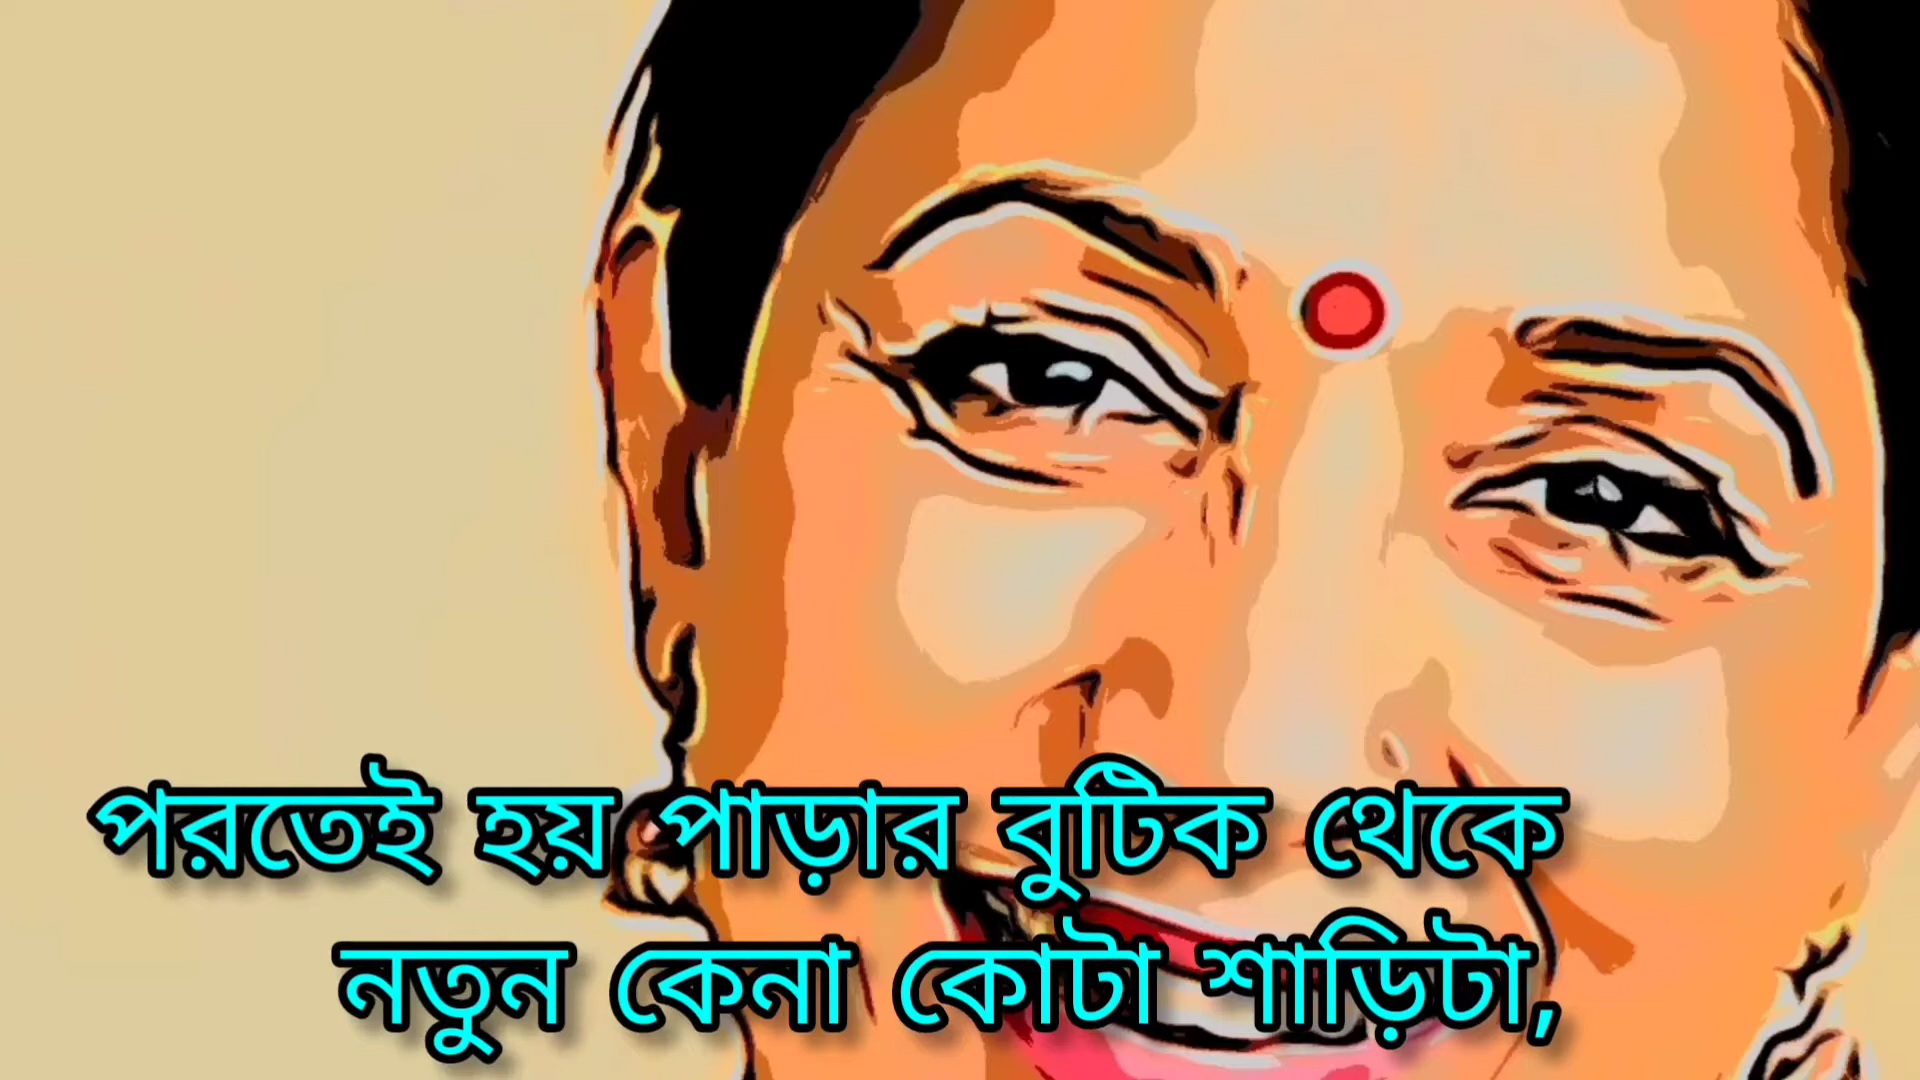 পরতেই হয় পাড়ার বুটিক থেকে
নতুন কেনা কোটা শাড়িটা,